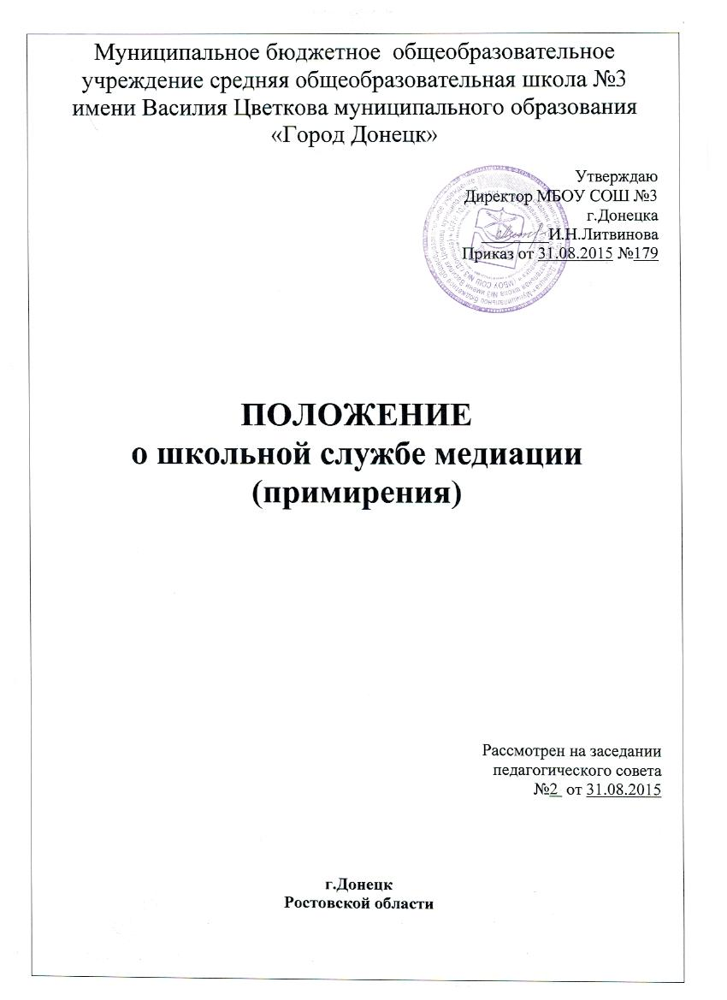 Муниципальное бюджетное общеобразовательное
учреждение средняя общеобразовательная школа №3
имени Василия Цветкова муниципального образования
«Город Донецк»
Утверждаю
Директор МБОУ СОШ №3
г.Донецка
И.Н.Литвинова
Приказ от 31.08.2015 №179
ПОЛОЖЕНИЕ
о школьной службе медиации
(примирения)
Рассмотрен на заседании
педагогического совета
№2 от 31.08.2015
г.Донецк
Ростовской области